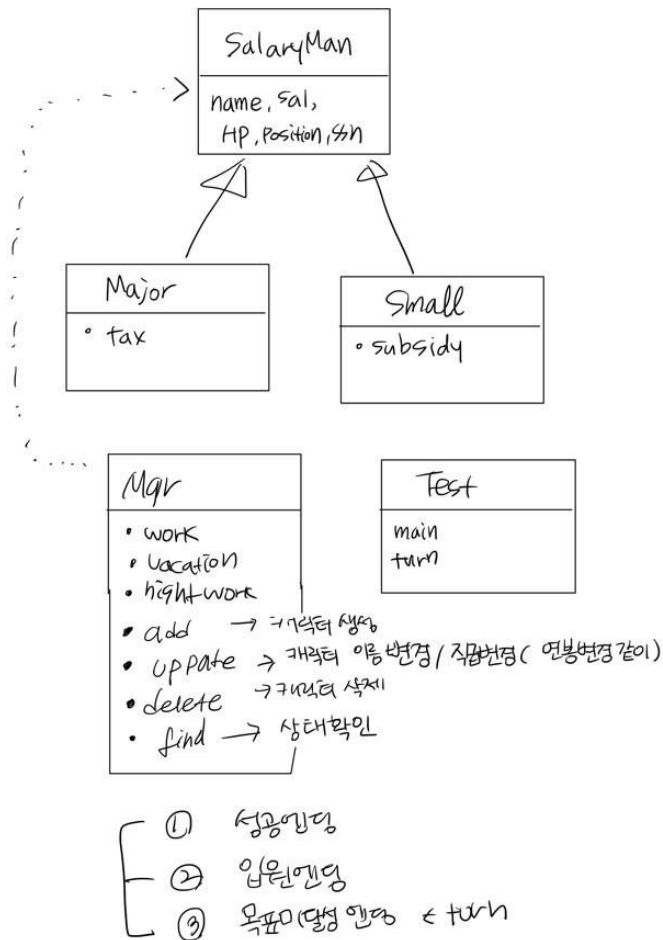 SalaryMan
name, sal,
HP, position, ssn
Major
• tax
Small
• subsidy
Mgr
• work
• vacation
• nightwork
• add → 캐릭터 생성
• uppate → 캐릭터 이름변경 / 직급변경 ( 연봉변경 같이 )
• delete → 캐릭터 삭제
• find → 상태확인
Test
main
turn
① 성공엔딩
② 입원엔딩
③ 목표미달성 엔딩 ← turn